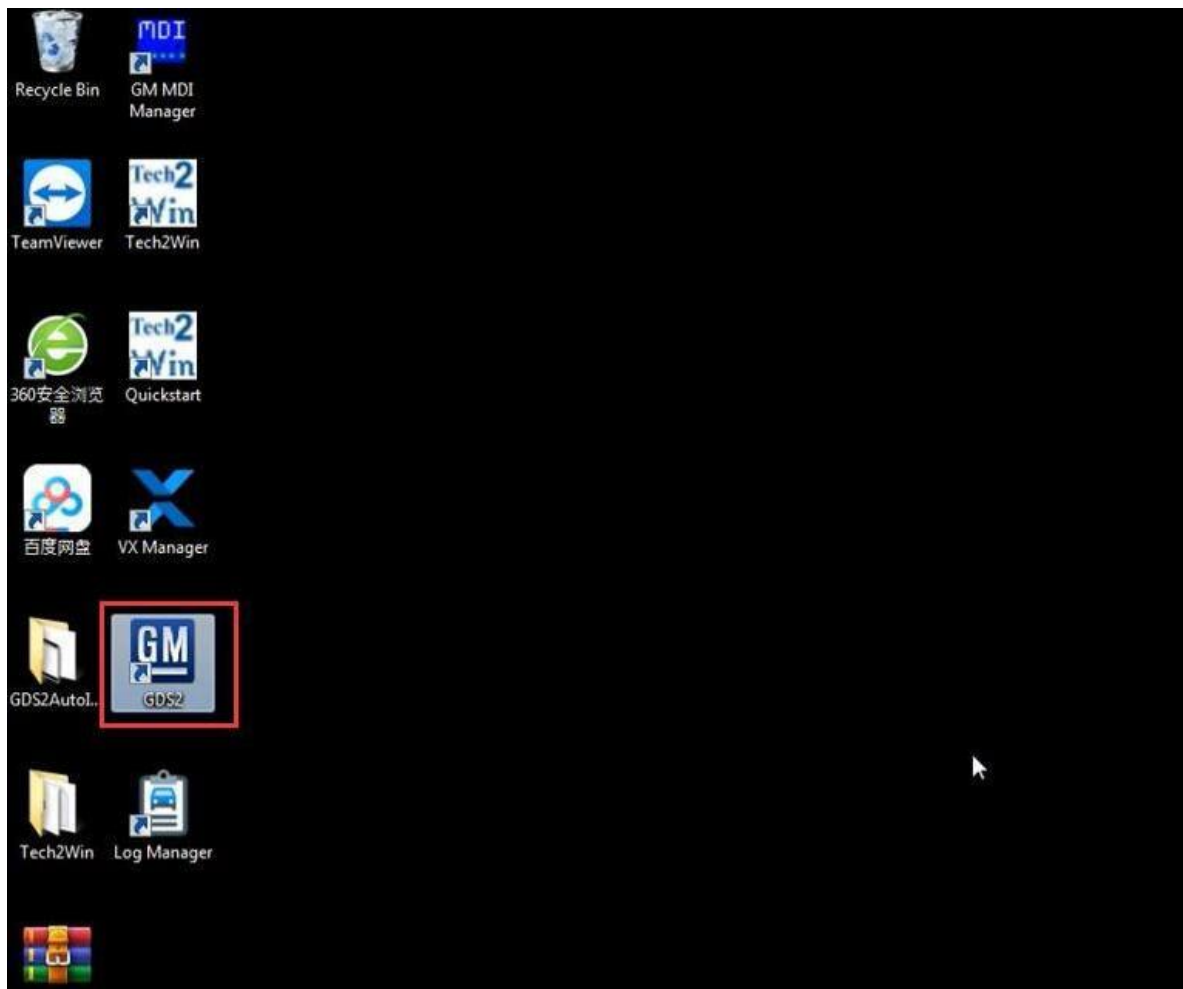 MDI
Recycle Bin
GM MDI
Manager
Tech2
Win
TeamViewer
Tech2Win
Tech2
Win
360安全浏览
器
Quickstart
百度网盘
VX Manager
GM
GDS2AutoI...
GDS2
Tech2Win
Log Manager